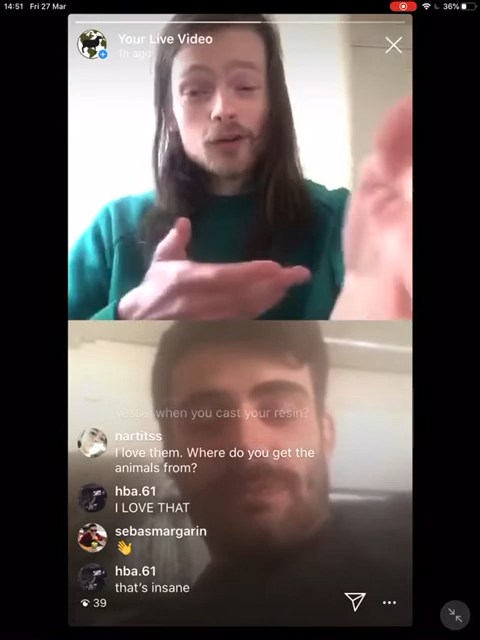 14:51 Fri 27 Mar
36%
Your Live Video
1h ago
when you cast your resin?
nartitss
I love them. Where do you get the
animals from?
hba.61
I LOVE THAT
sebasmargarin
👋
hba.61
that's insane
39